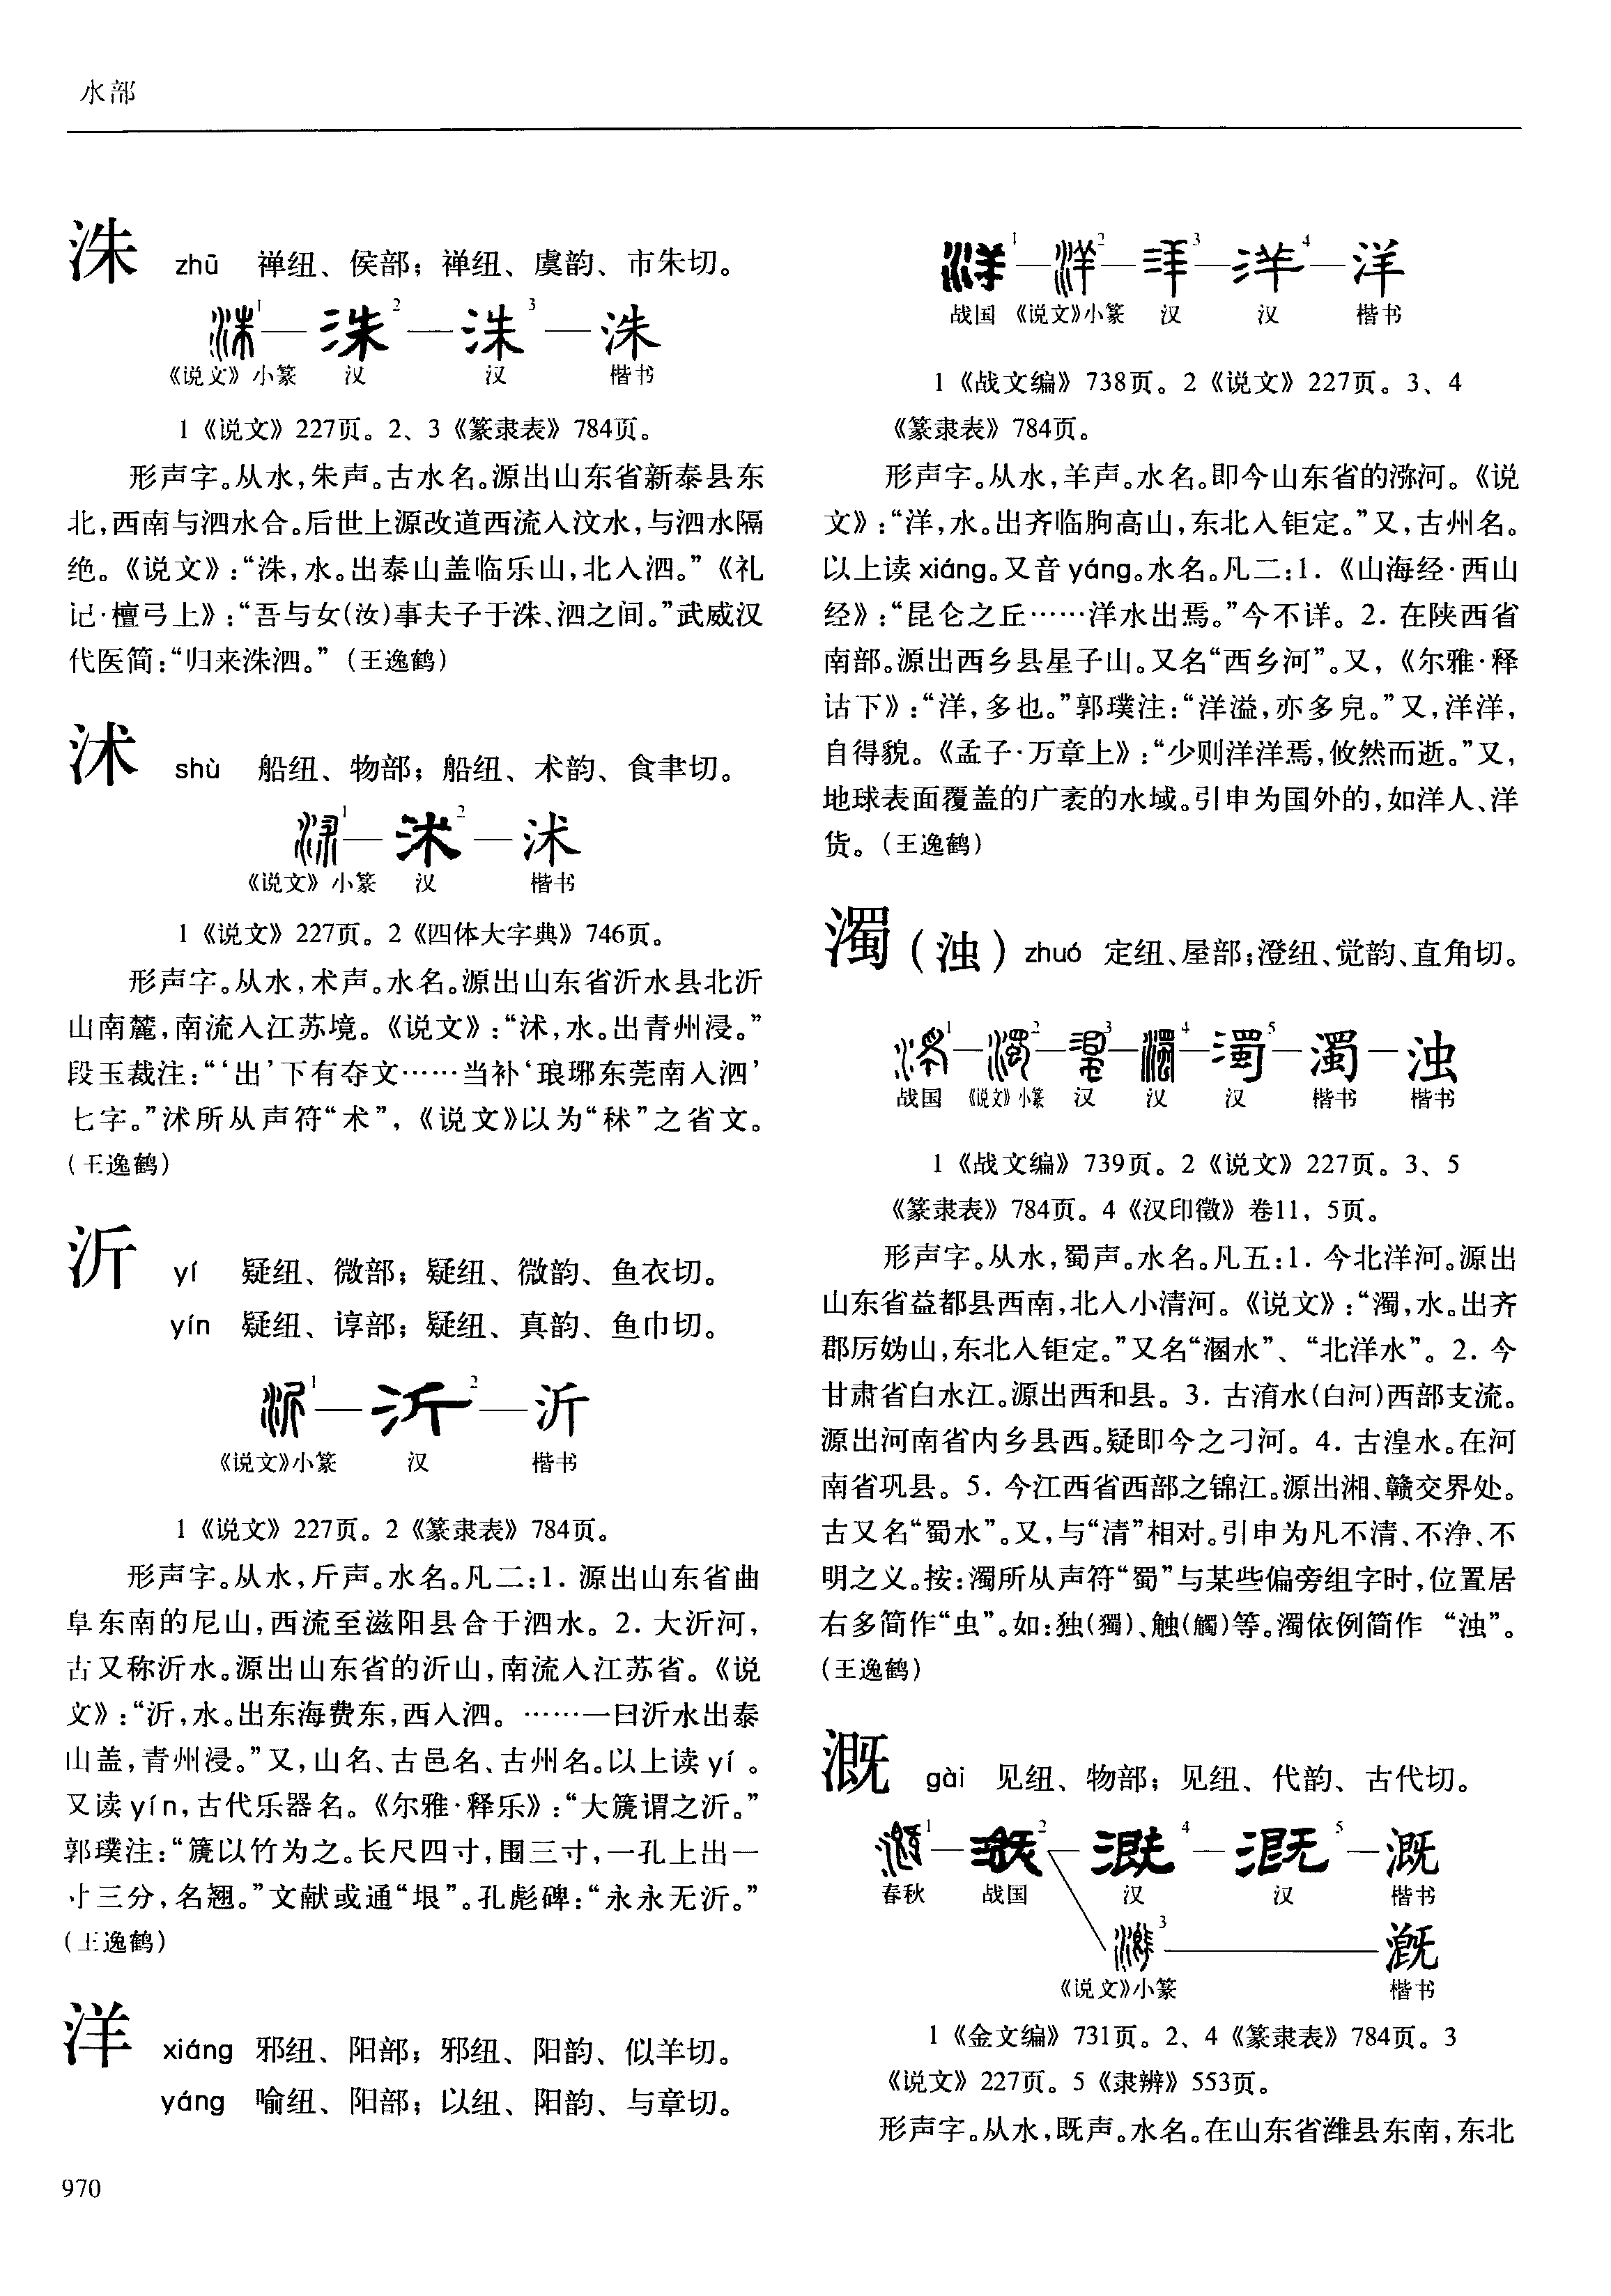 水部
洙 zhū 禅纽、侯部；禅纽、虞韵、市朱切。
洙1—洙2—洙3—洙
《说文》小篆 汉 汉 楷书
1《说文》227页。2、3《篆隶表》784页。
形声字。从水，朱声。古水名。源出山东省新泰县东
北，西南与泗水合。后世上源改道西流入汶水，与泗水隔
绝。《说文》：“洙，水。出泰山盖临乐山，北入泗。”《礼
记·檀弓上》：“吾与女(汝)事夫子于洙、泗之间。”武威汉
代医简：“归来洙泗。”（王逸鹤）
沭 shù 船纽、物部；船纽、术韵、食聿切。
沭1—沭2—沭
《说文》小篆 汉 楷书
1《说文》227页。2《四体大字典》746页。
形声字。从水，术声。水名。源出山东省沂水县北沂
山南麓，南流入江苏境。《说文》：“沭，水。出青州浸。”
段玉裁注：“‘出’下有夺文……当补‘琅邪东莞南入泗’
七字。”沭所从声符“术”，《说文》以为“秫”之省文。
（王逸鹤）
沂 yí 疑纽、微部；疑纽、微韵、鱼衣切。
yín 疑纽、谆部；疑纽、真韵、鱼巾切。
沂1—沂2—沂
《说文》小篆 汉 楷书
1《说文》227页。2《篆隶表》784页。
形声字。从水，斤声。水名。凡二：1. 源出山东省曲
阜东南的尼山，西流至滋阳县合于泗水。2. 大沂河，
古又称沂水。源出山东省的沂山，南流入江苏省。《说
文》：“沂，水。出东海费东，西入泗。……一曰沂水出泰
山盖，青州浸。”又，山名、古邑名、古州名。以上读 yí 。
又读 yín，古代乐器名。《尔雅·释乐》：“大篪谓之沂。”
郭璞注：“篪以竹为之。长尺四寸，围三寸，一孔上出一
寸三分，名翘。”文献或通“垠”。孔彪碑：“永永无沂。”
（王逸鹤）
洋 xiáng 邪纽、阳部；邪纽、阳韵、似羊切。
yáng 喻纽、阳部；以纽、阳韵、与章切。
洋1—洋2—洋3—洋4—洋
战国 《说文》小篆 汉 汉 楷书
1《战文编》738页。2《说文》227页。3、4
《篆隶表》784页。
形声字。从水，羊声。水名。即今山东省的弥河。《说
文》：“洋，水。出齐临朐高山，东北入钜定。”又，古州名。
以上读 xiáng。又音 yáng。水名。凡二：1. 《山海经·西山
经》：“昆仑之丘……洋水出焉。”今不详。2. 在陕西省
南部。源出西乡县星子山。又名“西乡河”。又，《尔雅·释
诂下》：“洋，多也。”郭璞注：“洋溢，亦多皃。”又，洋洋，
自得貌。《孟子·万章上》：“少则洋洋焉，攸然而逝。”又，
地球表面覆盖的广袤的水域。引申为国外的，如洋人、洋
货。（王逸鹤）
濁（浊）zhuó 定纽、屋部；澄纽、觉韵、直角切。
濁1—濁2—濁3—濁4—濁5—濁—浊
战国 《说文》小篆 汉 汉 汉 楷书 楷书
1《战文编》739页。2《说文》227页。3、5
《篆隶表》784页。4《汉印徵》卷11，5页。
形声字。从水，蜀声。水名。凡五：1. 今北洋河。源出
山东省益都县西南，北入小清河。《说文》：“濁，水。出齐
郡厉妫山，东北入钜定。”又名“溷水”、“北洋水”。2. 今
甘肃省白水江。源出西和县。3. 古淯水(白河)西部支流。
源出河南省内乡县西。疑即今之刁河。4. 古湟水。在河
南省巩县。5. 今江西省西部之锦江。源出湘、赣交界处。
古又名“蜀水”。又，与“清”相对。引申为凡不清、不净、不
明之义。按：濁所从声符“蜀”与某些偏旁组字时，位置居
右多简作“虫”。如：独(獨)、触(觸)等。濁依例简作 “浊”。
（王逸鹤）
溉 gài 见纽、物部；见纽、代韵、古代切。
溉1—溉2—溉4—溉5—溉
春秋 战国 汉 汉 楷书
溉3—漑
《说文》小篆 楷书
1《金文编》731页。2、4《篆隶表》784页。3
《说文》227页。5《隶辨》553页。
形声字。从水，既声。水名。在山东省潍县东南，东北
970